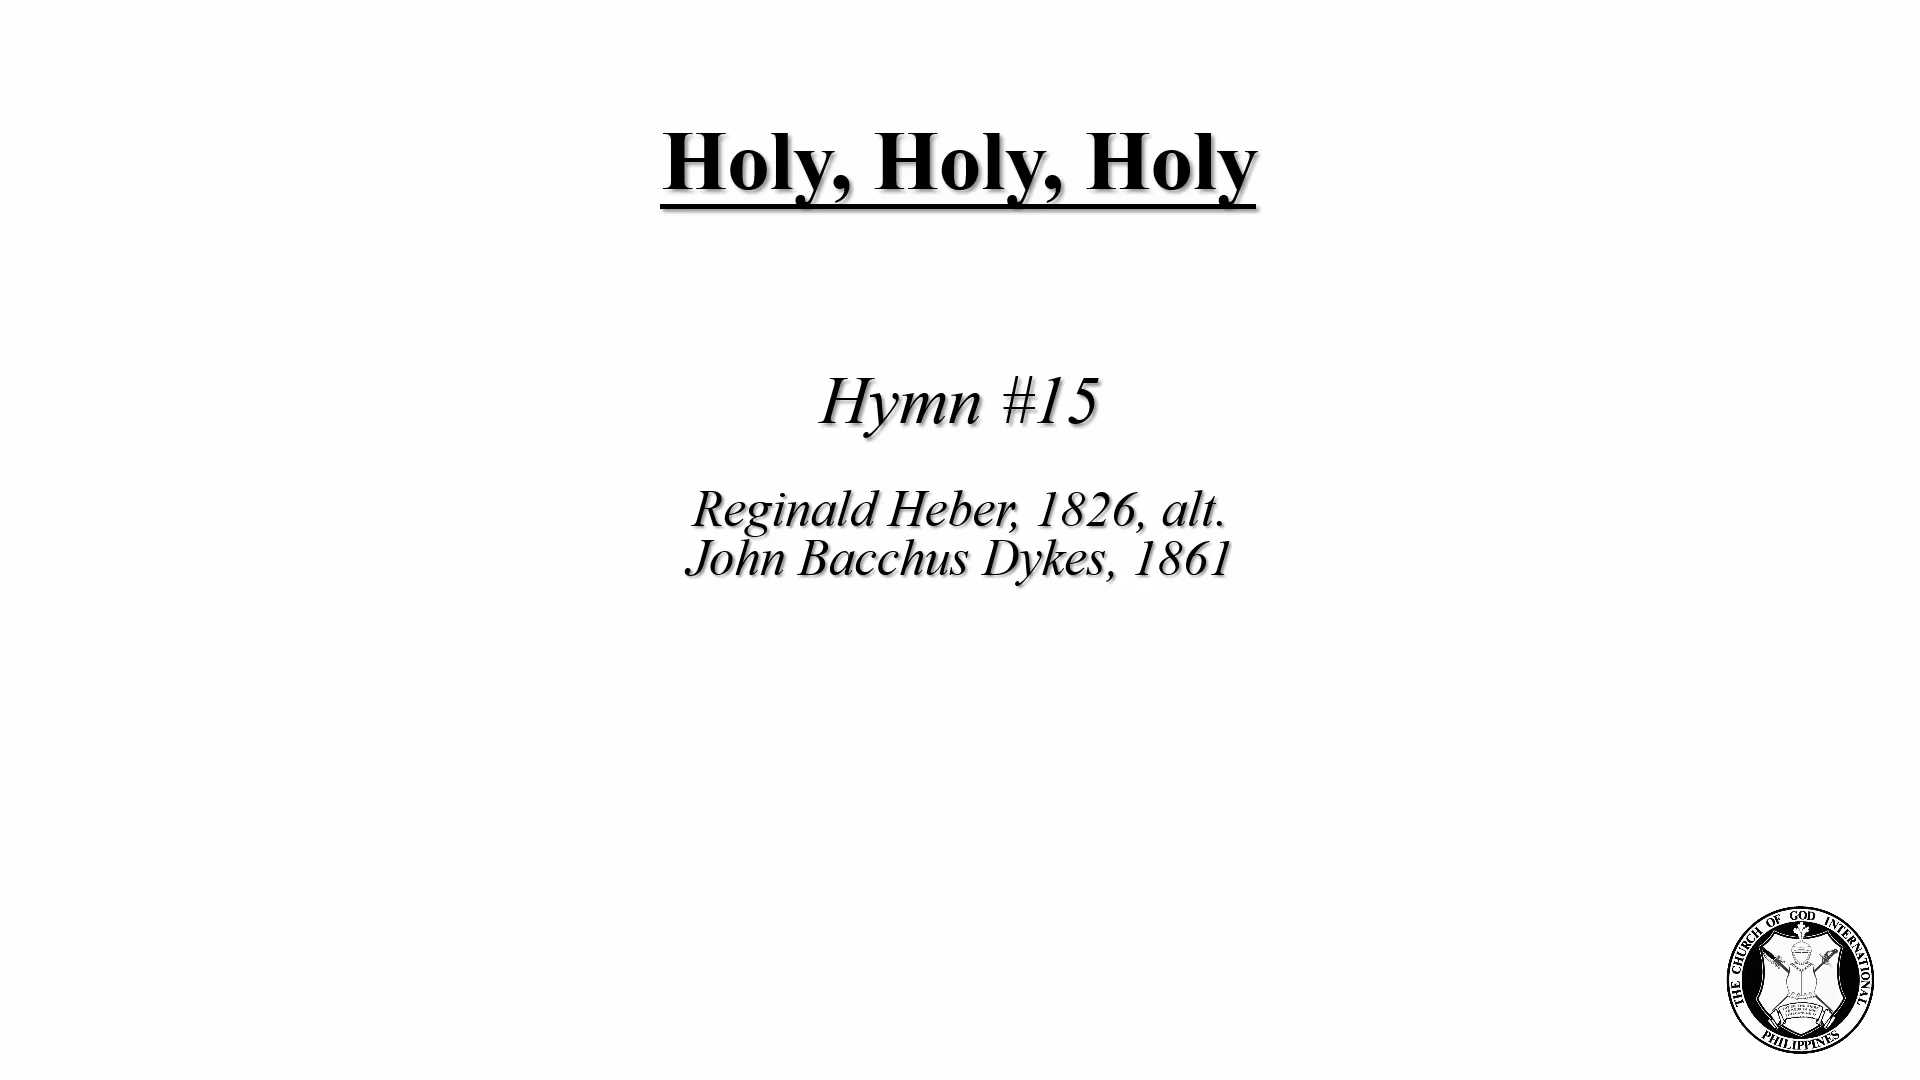 Holy, Holy, Holy
Hymn #15
Reginald Heber, 1826, alt.
John Bacchus Dykes, 1861
THE CHURCH OF GOD INTERNATIONAL
PHILIPPINES